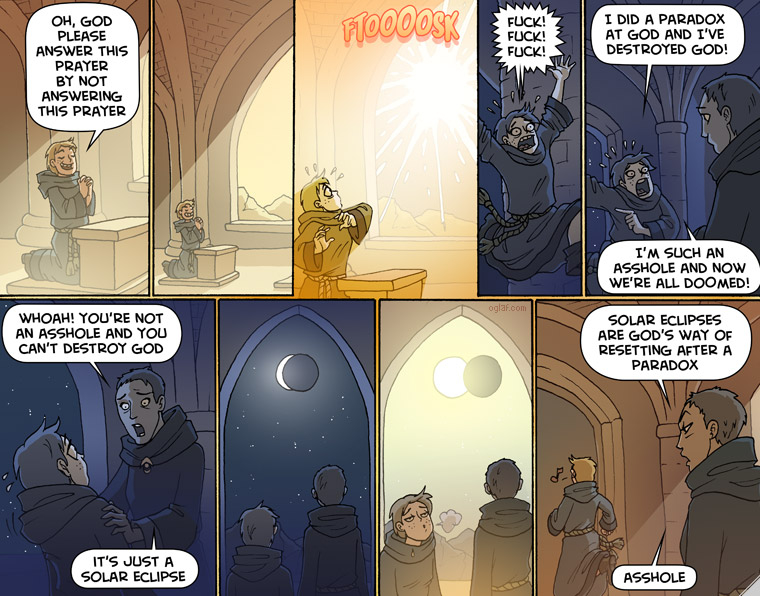 OH, GOD
PLEASE
ANSWER THIS
PRAYER
BY NOT
ANSWERING
THIS PRAYER
FTOOOOSK
FUCK!
FUCK!
FUCK!
I DID A PARADOX
AT GOD AND I'VE
DESTROYED GOD!
I'M SUCH AN
ASSHOLE AND NOW
WE'RE ALL DOOMED!
WHOAH! YOU'RE NOT
AN ASSHOLE AND YOU
CAN'T DESTROY GOD
IT'S JUST A
SOLAR ECLIPSE
oglaf.com
SOLAR ECLIPSES
ARE GOD'S WAY OF
RESETTING AFTER A
PARADOX
ASSHOLE